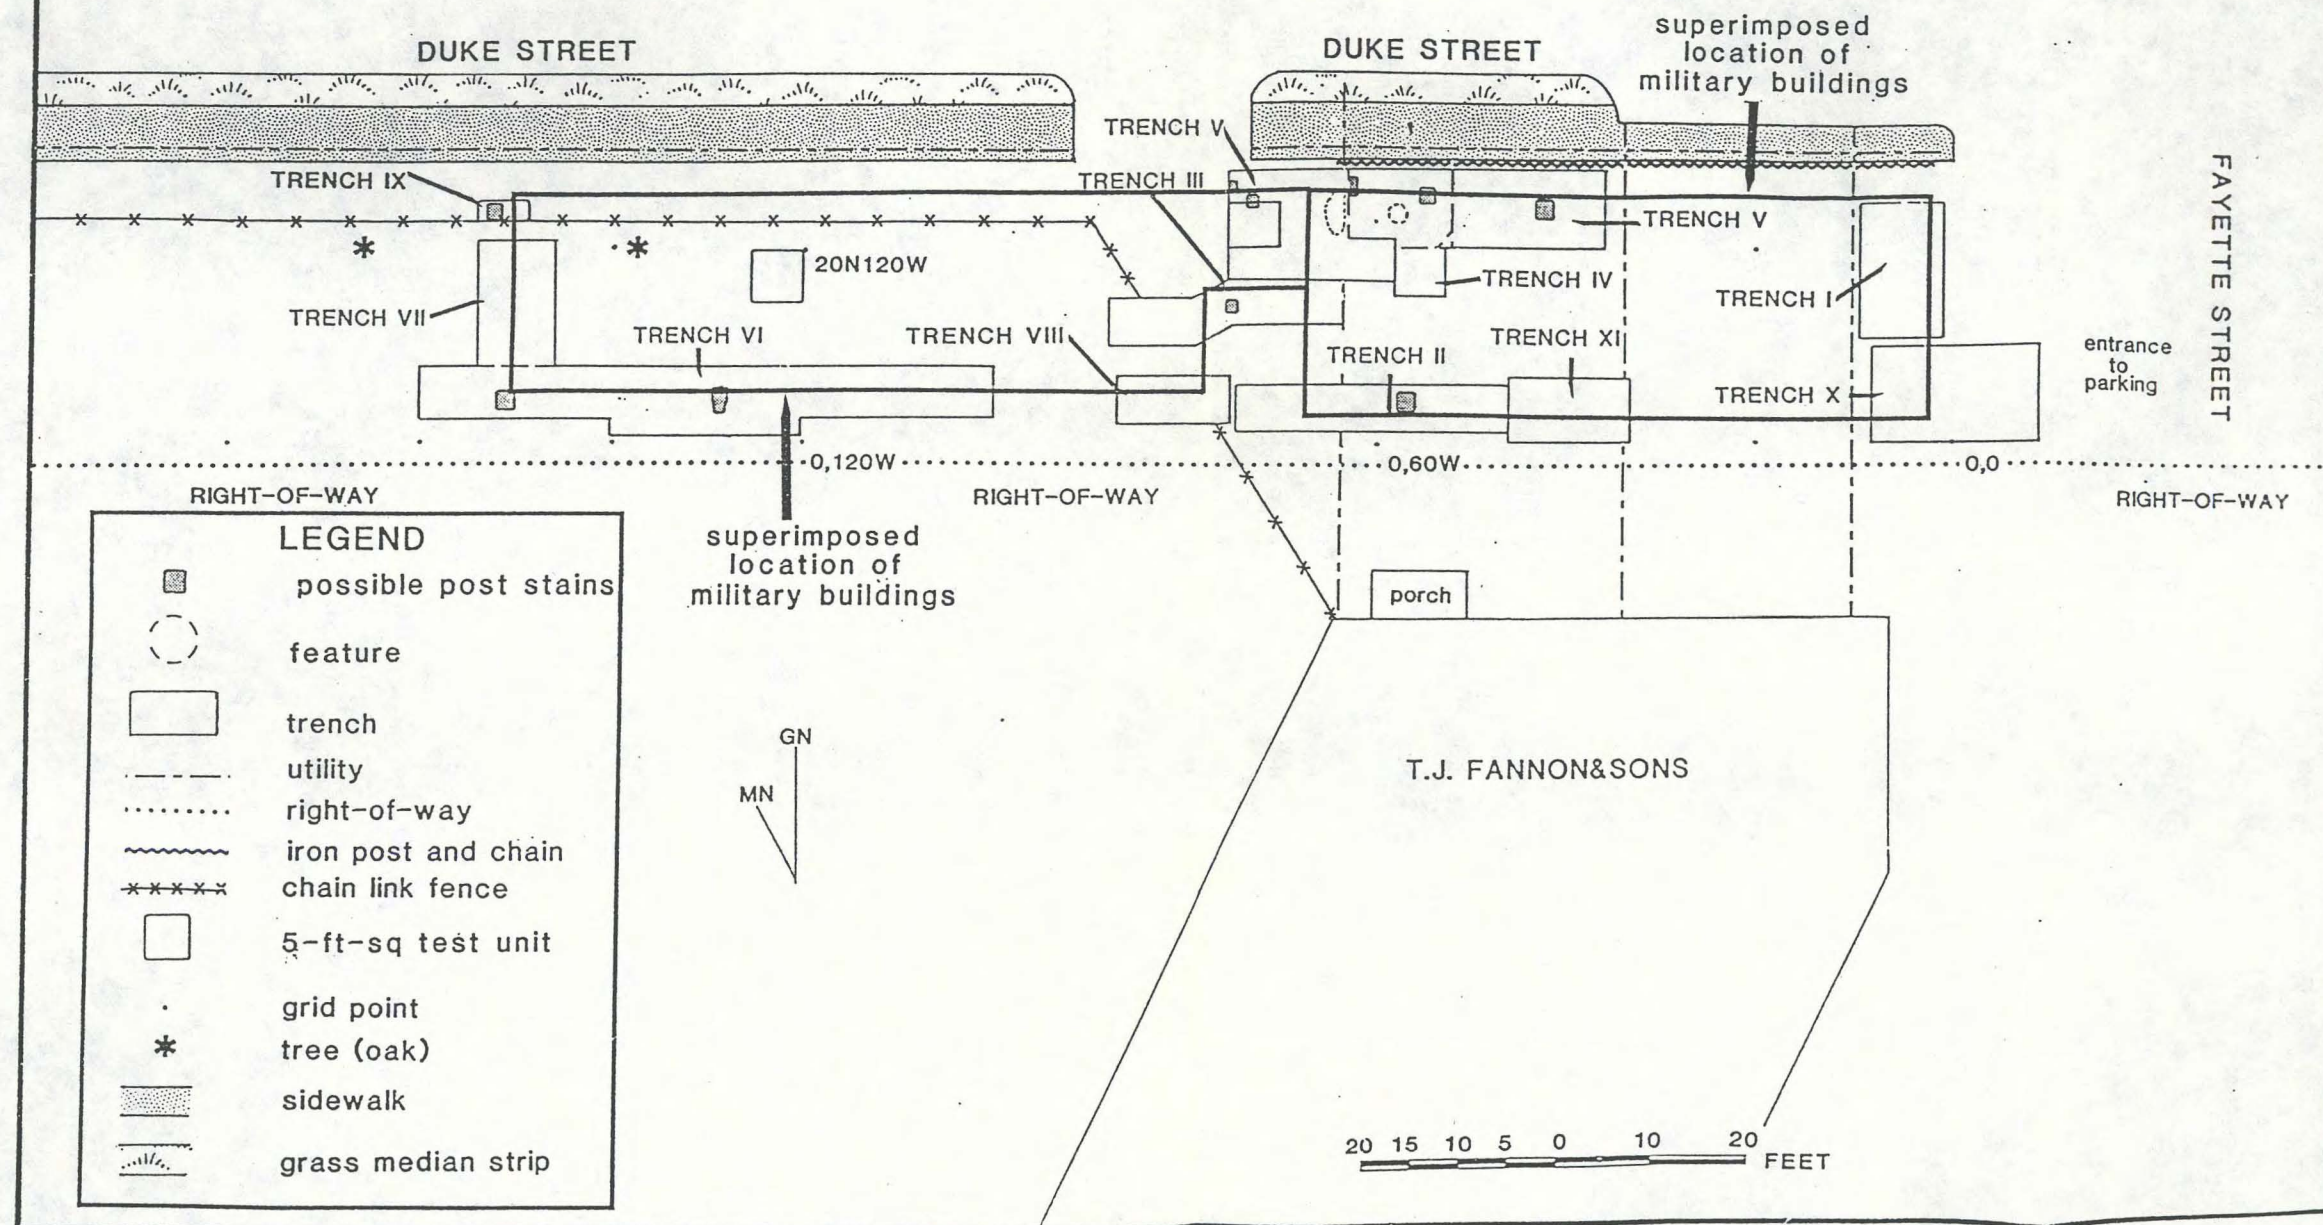 DUKE STREET
DUKE STREET
superimposed
location of
military buildings
TRENCH V
TRENCH IX
TRENCH III
TRENCH V
FAYETTE STREET
20N120W
TRENCH IV
TRENCH I
TRENCH VII
TRENCH VI
TRENCH VIII
TRENCH XI
TRENCH II
TRENCH X
entrance
to
parking
0,120W
0,60W
0,0
RIGHT-OF-WAY
RIGHT-OF-WAY
RIGHT-OF-WAY
superimposed
location of
military buildings
LEGEND
possible post stains
feature
trench
utility
right-of-way
iron post and chain
chain link fence
5-ft-sq test unit
grid point
tree (oak)
sidewalk
grass median strip
porch
GN
MN
T.J. FANNON&SONS
20 15 10 5 0 10 20
FEET